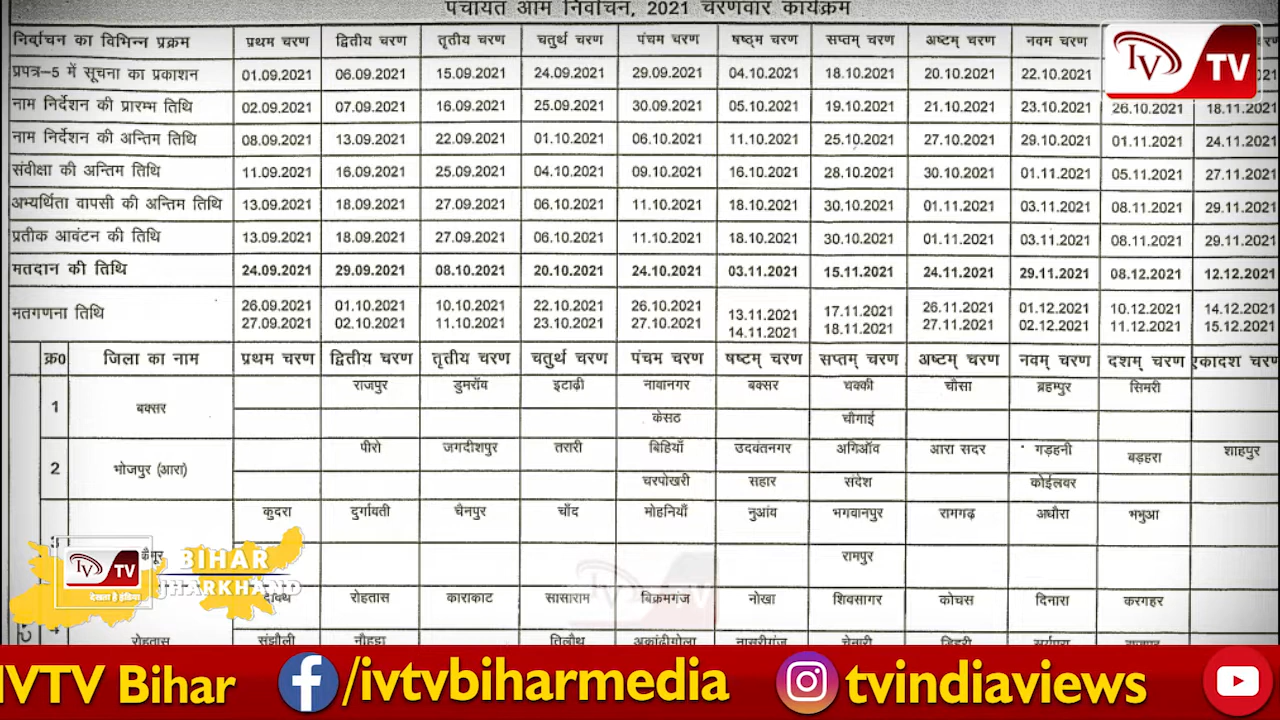 पंचायत आम निर्वाचन, 2021 चरणवार कार्यक्रम
निर्वाचन का विभिन्न प्रक्रम प्रथम चरण द्वितीय चरण तृतीय चरण चतुर्थ चरण पंचम चरण षष्ठम चरण सप्तम् चरण अष्टम् चरण नवम चरण
प्रपत्र-5 में सूचना का प्रकाशन 01.09.2021 06.09.2021 15.09.2021 24.09.2021 29.09.2021 04.10.2021 18.10.2021 20.10.2021 22.10.2021
नाम निर्देशन की प्रारम्भ तिथि 02.09.2021 07.09.2021 16.09.2021 25.09.2021 30.09.2021 05.10.2021 19.10.2021 21.10.2021 23.10.2021 26.10.2021 18.11.2021
नाम निर्देशन की अन्तिम तिथि 08.09.2021 13.09.2021 22.09.2021 01.10.2021 06.10.2021 11.10.2021 25.10.2021 27.10.2021 29.10.2021 01.11.2021 24.11.2021
संवीक्षा की अन्तिम तिथि 11.09.2021 16.09.2021 25.09.2021 04.10.2021 09.10.2021 16.10.2021 28.10.2021 30.10.2021 01.11.2021 05.11.2021 27.11.2021
अभ्यर्थिता वापसी की अन्तिम तिथि 13.09.2021 18.09.2021 27.09.2021 06.10.2021 11.10.2021 18.10.2021 30.10.2021 01.11.2021 03.11.2021 08.11.2021 29.11.2021
प्रतीक आवंटन की तिथि 13.09.2021 18.09.2021 27.09.2021 06.10.2021 11.10.2021 18.10.2021 30.10.2021 01.11.2021 03.11.2021 08.11.2021 29.11.2021
मतदान की तिथि 24.09.2021 29.09.2021 08.10.2021 20.10.2021 24.10.2021 03.11.2021 15.11.2021 24.11.2021 29.11.2021 08.12.2021 12.12.2021
मतगणना तिथि 26.09.2021 01.10.2021 10.10.2021 22.10.2021 26.10.2021 13.11.2021 17.11.2021 26.11.2021 01.12.2021 10.12.2021 14.12.2021
27.09.2021 02.10.2021 11.10.2021 23.10.2021 27.10.2021 14.11.2021 18.11.2021 27.11.2021 02.12.2021 11.12.2021 15.12.2021
क्र० जिला का नाम प्रथम चरण द्वितीय चरण तृतीय चरण चतुर्थ चरण पंचम चरण षष्टम् चरण सप्तम् चरण अष्टम् चरण नवम् चरण दशम् चरण एकादश चरण
1 बक्सर राजपुर डुमरॉव इटाढ़ी नावानगर बक्सर चक्की चौसा ब्रहम्पुर सिमरी
केसठ चौगाई
2 भोजपुर (आरा) पीरो जगदीशपुर तरारी बिहियाँ उदवंतनगर अगिऑव आरा सदर गड़हनी बड़हरा शाहपुर
चरपोखरी सहार संदेश कोईलवर
3 कैमूर कुदरा दुर्गावती चैनपुर चाँद मोहनियाँ नुआंव भगवानपुर रामगढ़ अधौरा भभुआ
रामपुर
रोहतास काराकाट सासाराम बिक्रमगंज नोखा शिवसागर कोचस दिनारा करगहर
रोहतास संझौली नौहट्टा तिलौथू अकोढ़ीगोला नासरीगंज चेनारी डिहरी
IV TV
IV TV
देखता है इंडिया
BIHAR
JHARKHAND
IVTV Bihar /ivtvbiharmedia tvindiaviews